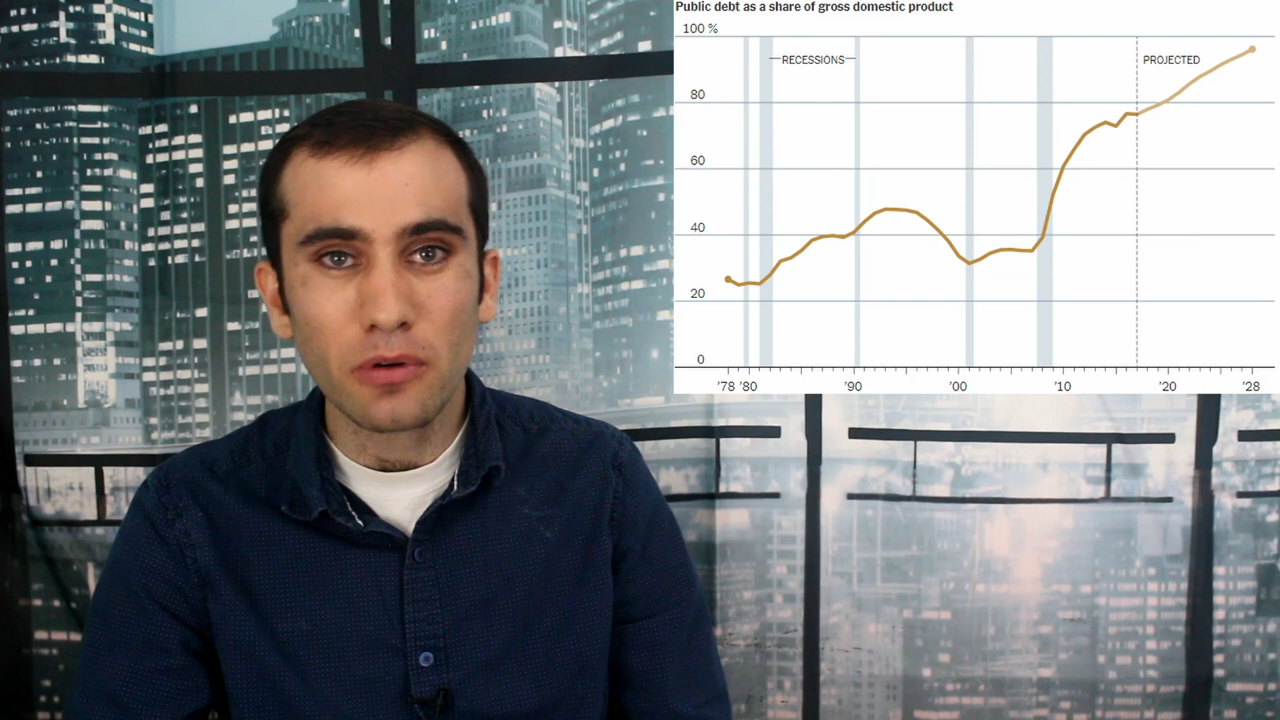 Public debt as a share of gross domestic product
100 %
RECESSIONS
PROJECTED
80
60
40
20
0
'78 '80 '90 '00 '10 '20 '28